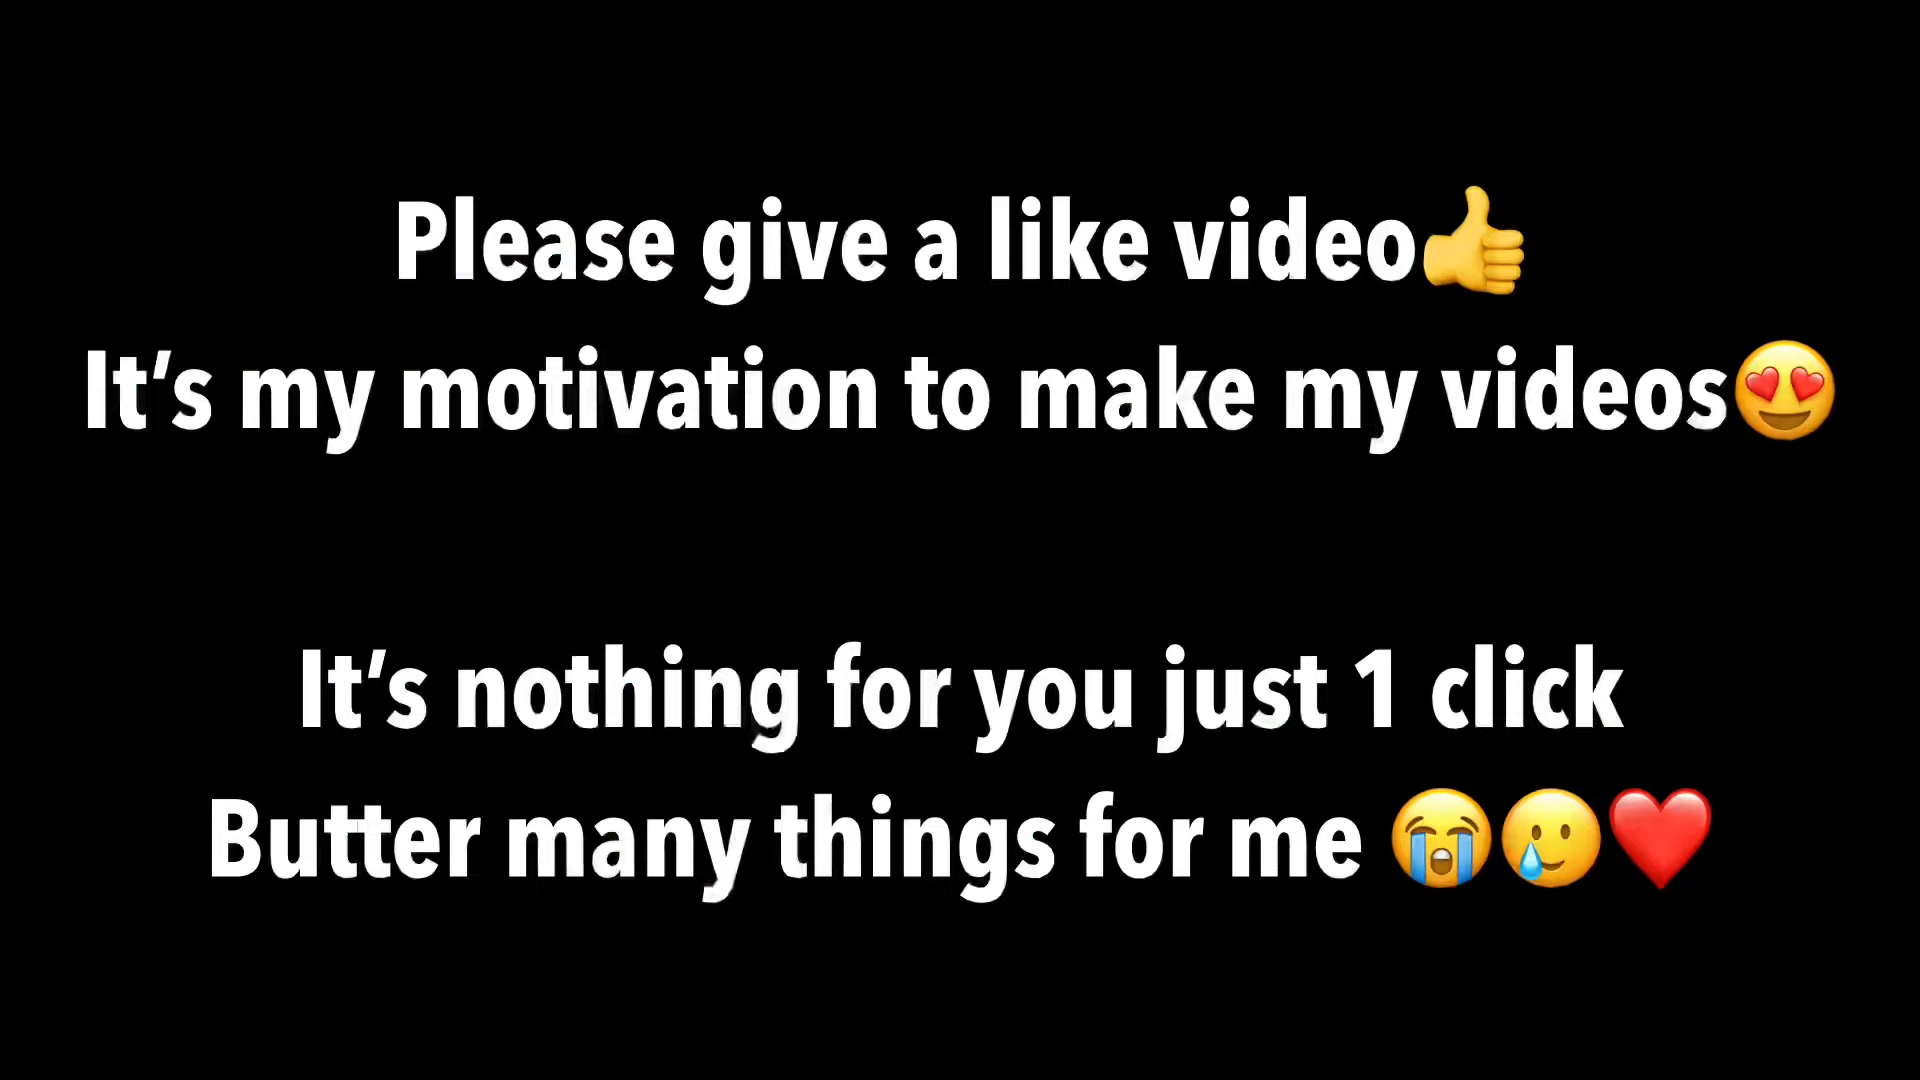 Please give a like video👍
It’s my motivation to make my videos😍
It’s nothing for you just 1 click
Butter many things for me 😭🥲❤️